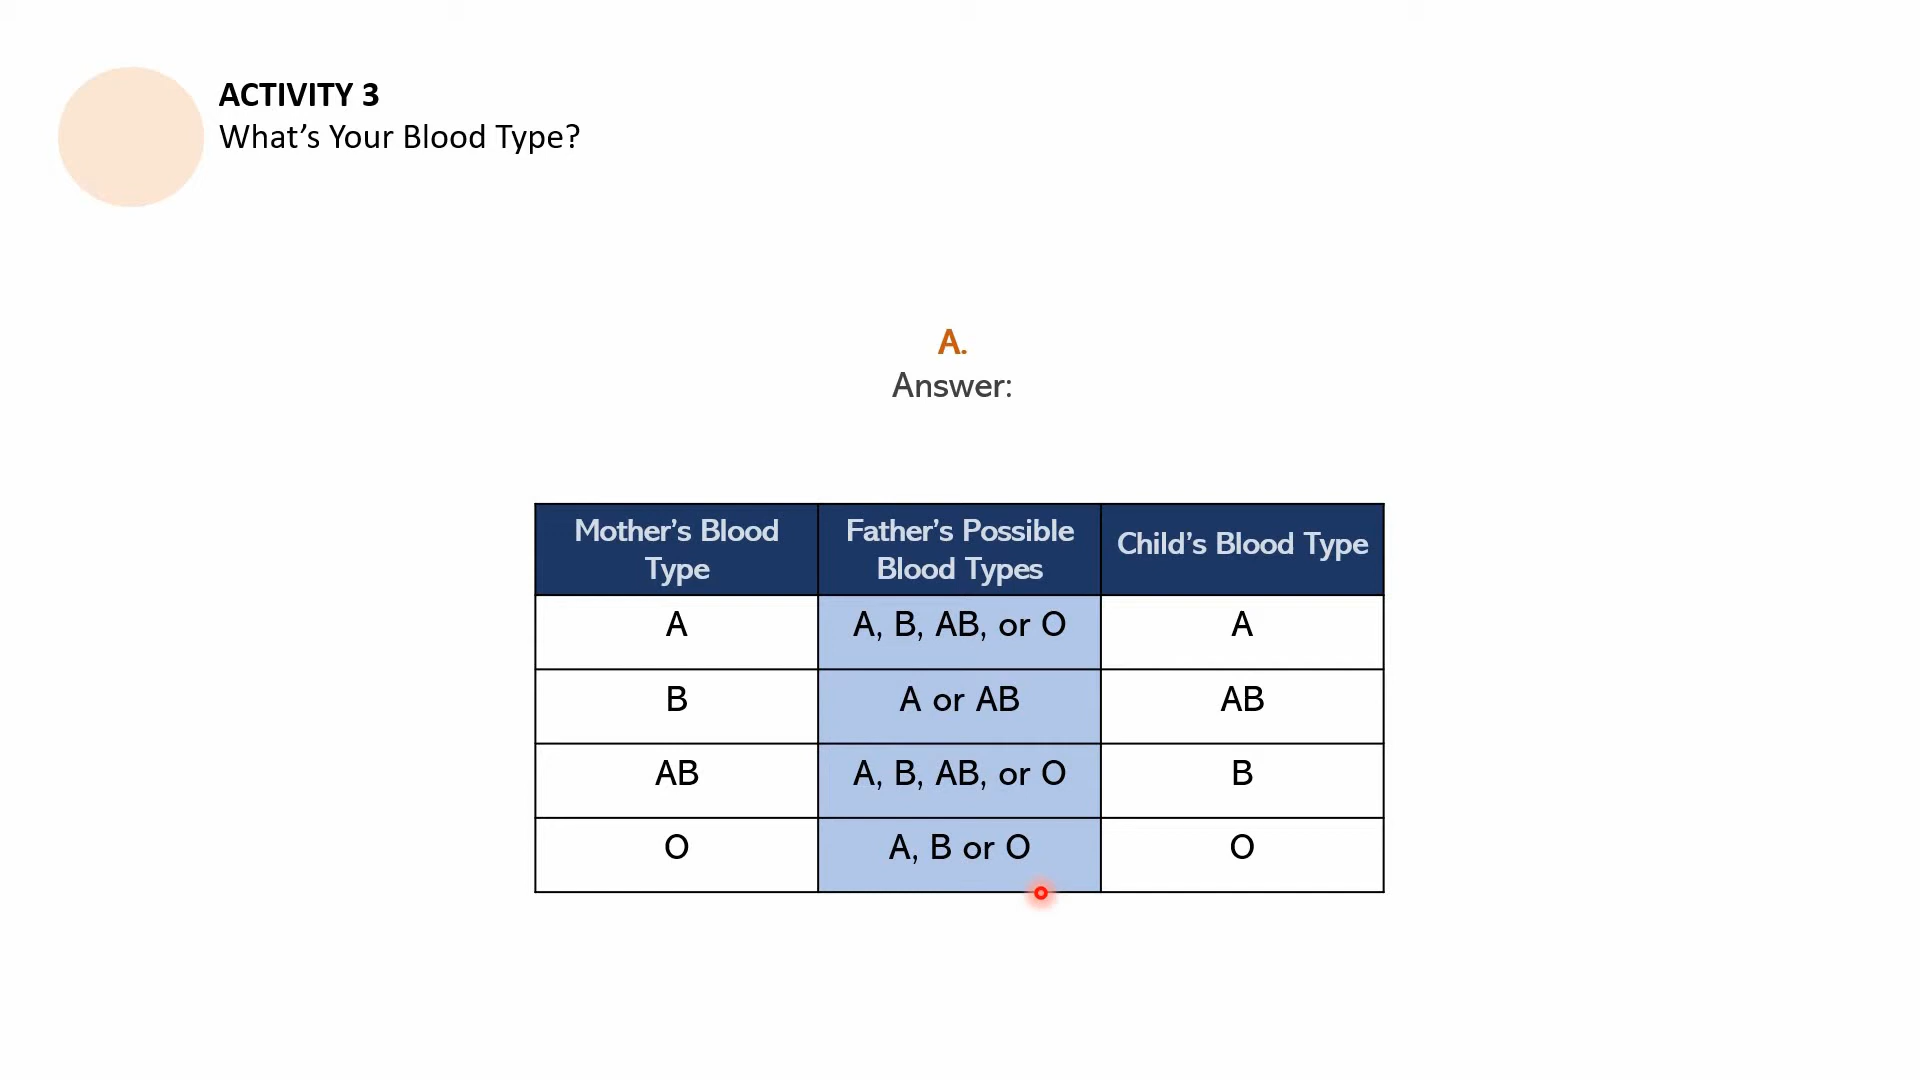 ACTIVITY 3
What’s Your Blood Type?
A.
Answer:
Mother’s Blood
Type
Father’s Possible
Blood Types
Child’s Blood Type
A
A, B, AB, or O
A
B
A or AB
AB
AB
A, B, AB, or O
B
O
A, B or O
O